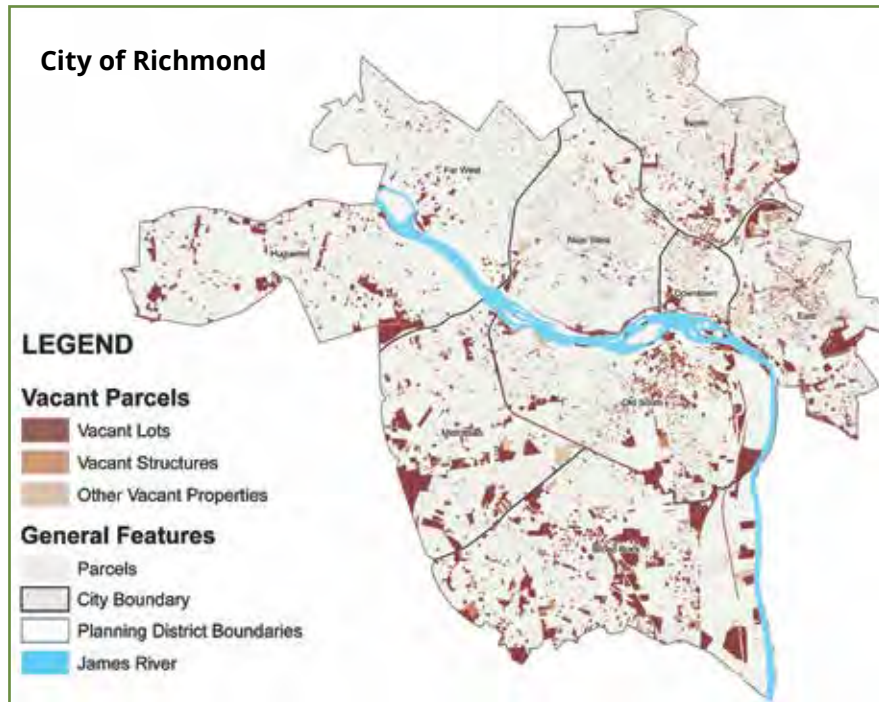 City of Richmond
North
Far West
Near West
Huguenot
Downtown
East
Old South
Midlothian
Broad Rock
LEGEND
Vacant Parcels
Vacant Lots
Vacant Structures
Other Vacant Properties
General Features
Parcels
City Boundary
Planning District Boundaries
James River